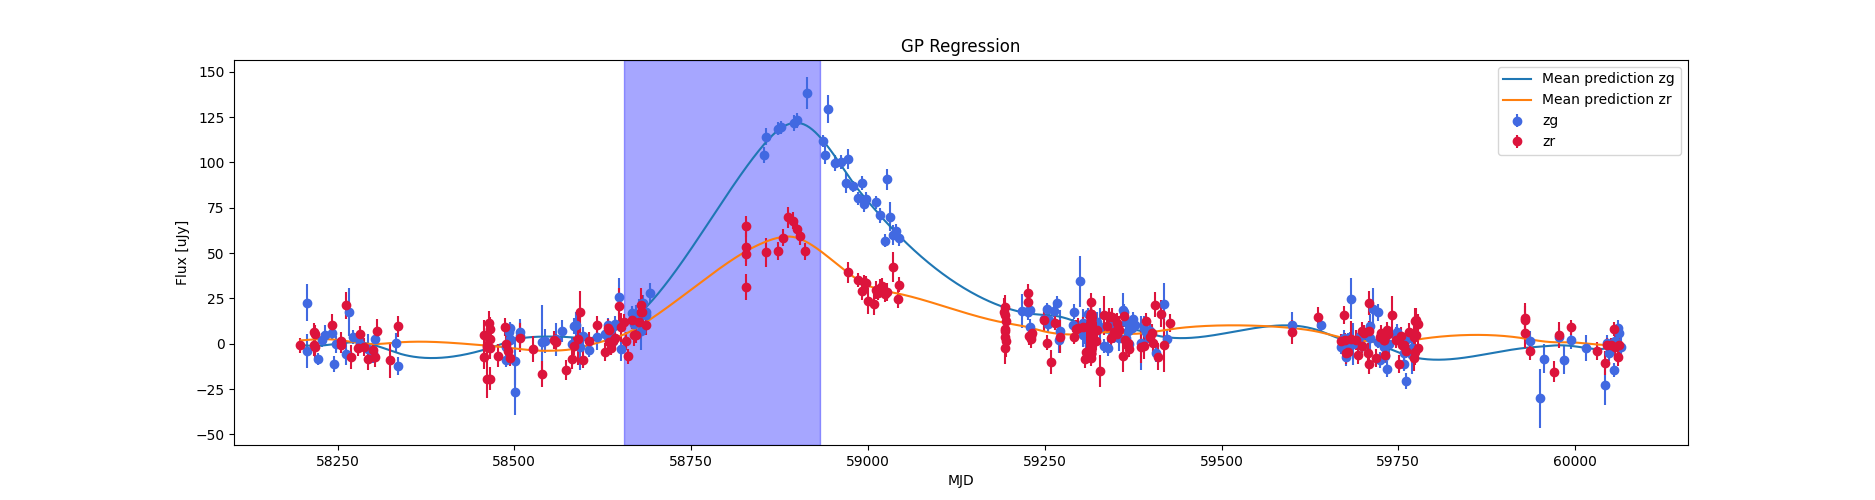 GP Regression
Flux [uJy]
150
125
100
75
50
25
0
−25
−50
Mean prediction zg
Mean prediction zr
zg
zr
58250 58500 58750 59000 59250 59500 59750 60000
MJD